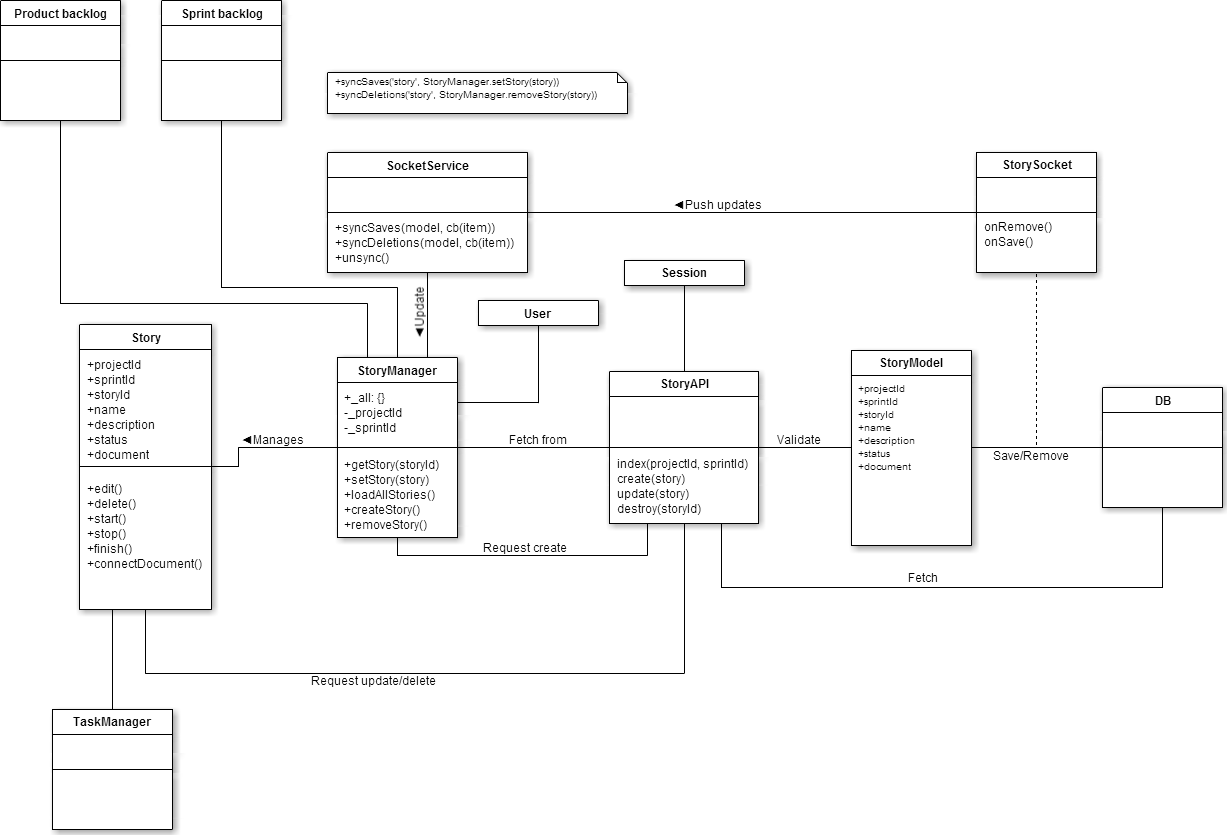 Product backlog
Sprint backlog
+syncSaves('story', StoryManager.setStory(story))
+syncDeletions('story', StoryManager.removeStory(story))
SocketService
+syncSaves(model, cb(item))
+syncDeletions(model, cb(item))
+unsync()
◄Push updates
StorySocket
onRemove()
onSave()
◄Update
Session
User
Story
+projectId
+sprintId
+storyId
+name
+description
+status
+document
+edit()
+delete()
+start()
+stop()
+finish()
+connectDocument()
◄Manages
StoryManager
+_all: {}
-_projectId
-_sprintId
+getStory(storyId)
+setStory(story)
+loadAllStories()
+createStory()
+removeStory()
Fetch from
StoryAPI
index(projectId, sprintId)
create(story)
update(story)
destroy(storyId)
Validate
StoryModel
+projectId
+sprintId
+storyId
+name
+description
+status
+document
Save/Remove
DB
Request create
Fetch
Request update/delete
TaskManager